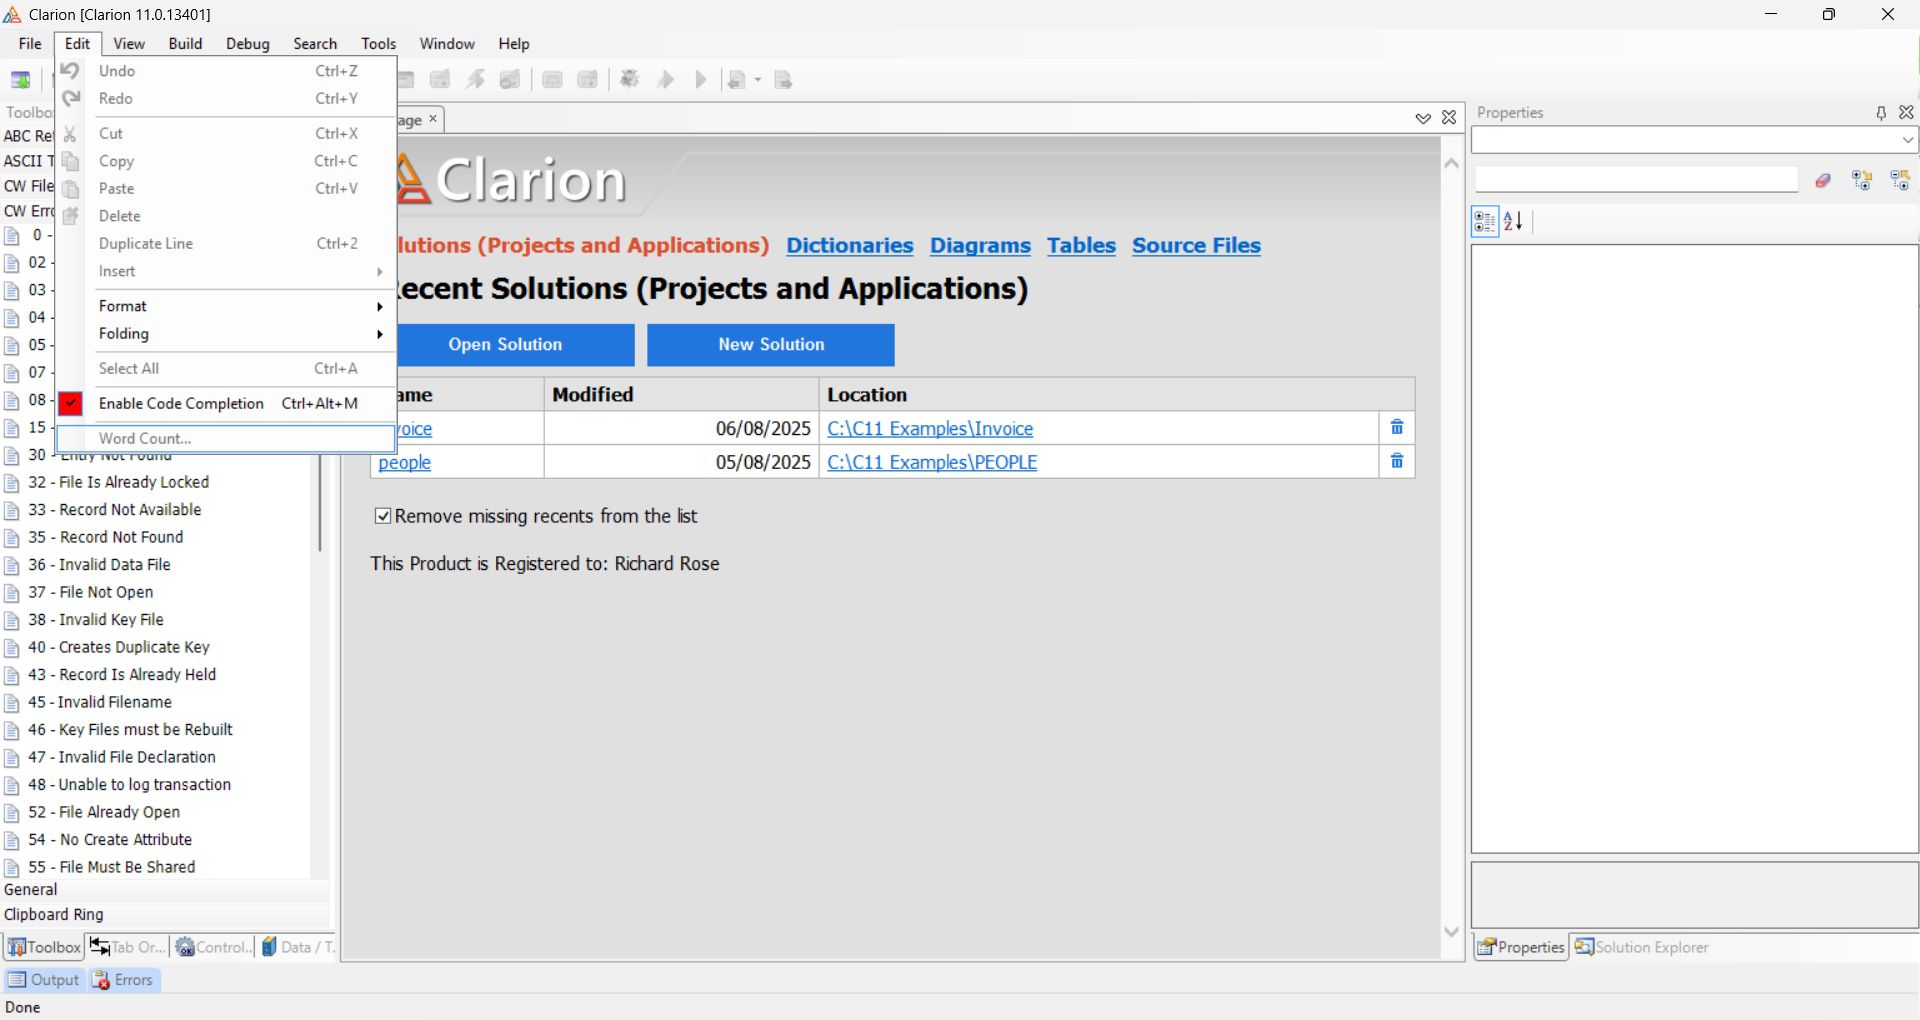 Clarion [Clarion 11.0.13401]
File Edit View Build Debug Search Tools Window Help
Undo Ctrl+Z
Redo Ctrl+Y
Cut Ctrl+X
Copy Ctrl+C
Paste Ctrl+V
Delete
Duplicate Line Ctrl+2
Insert
Format
Folding
Select All Ctrl+A
Enable Code Completion Ctrl+Alt+M
Word Count...
Toolbo
ABC Re
ASCII T
CW File
CW Erro
0 -
02 -
03 -
04 -
05 -
07 -
08 -
15 -
30 - Entry Not Found
32 - File Is Already Locked
33 - Record Not Available
35 - Record Not Found
36 - Invalid Data File
37 - File Not Open
38 - Invalid Key File
40 - Creates Duplicate Key
43 - Record Is Already Held
45 - Invalid Filename
46 - Key Files must be Rebuilt
47 - Invalid File Declaration
48 - Unable to log transaction
52 - File Already Open
54 - No Create Attribute
55 - File Must Be Shared
General
Clipboard Ring
Toolbox Tab Or... Control... Data / T.
Output Errors
Done
age
Clarion
lutions (Projects and Applications) Dictionaries Diagrams Tables Source Files
ecent Solutions (Projects and Applications)
Open Solution New Solution
ame Modified Location
voice 06/08/2025 C:\C11 Examples\Invoice
people 05/08/2025 C:\C11 Examples\PEOPLE
Remove missing recents from the list
This Product is Registered to: Richard Rose
Properties
Properties Solution Explorer